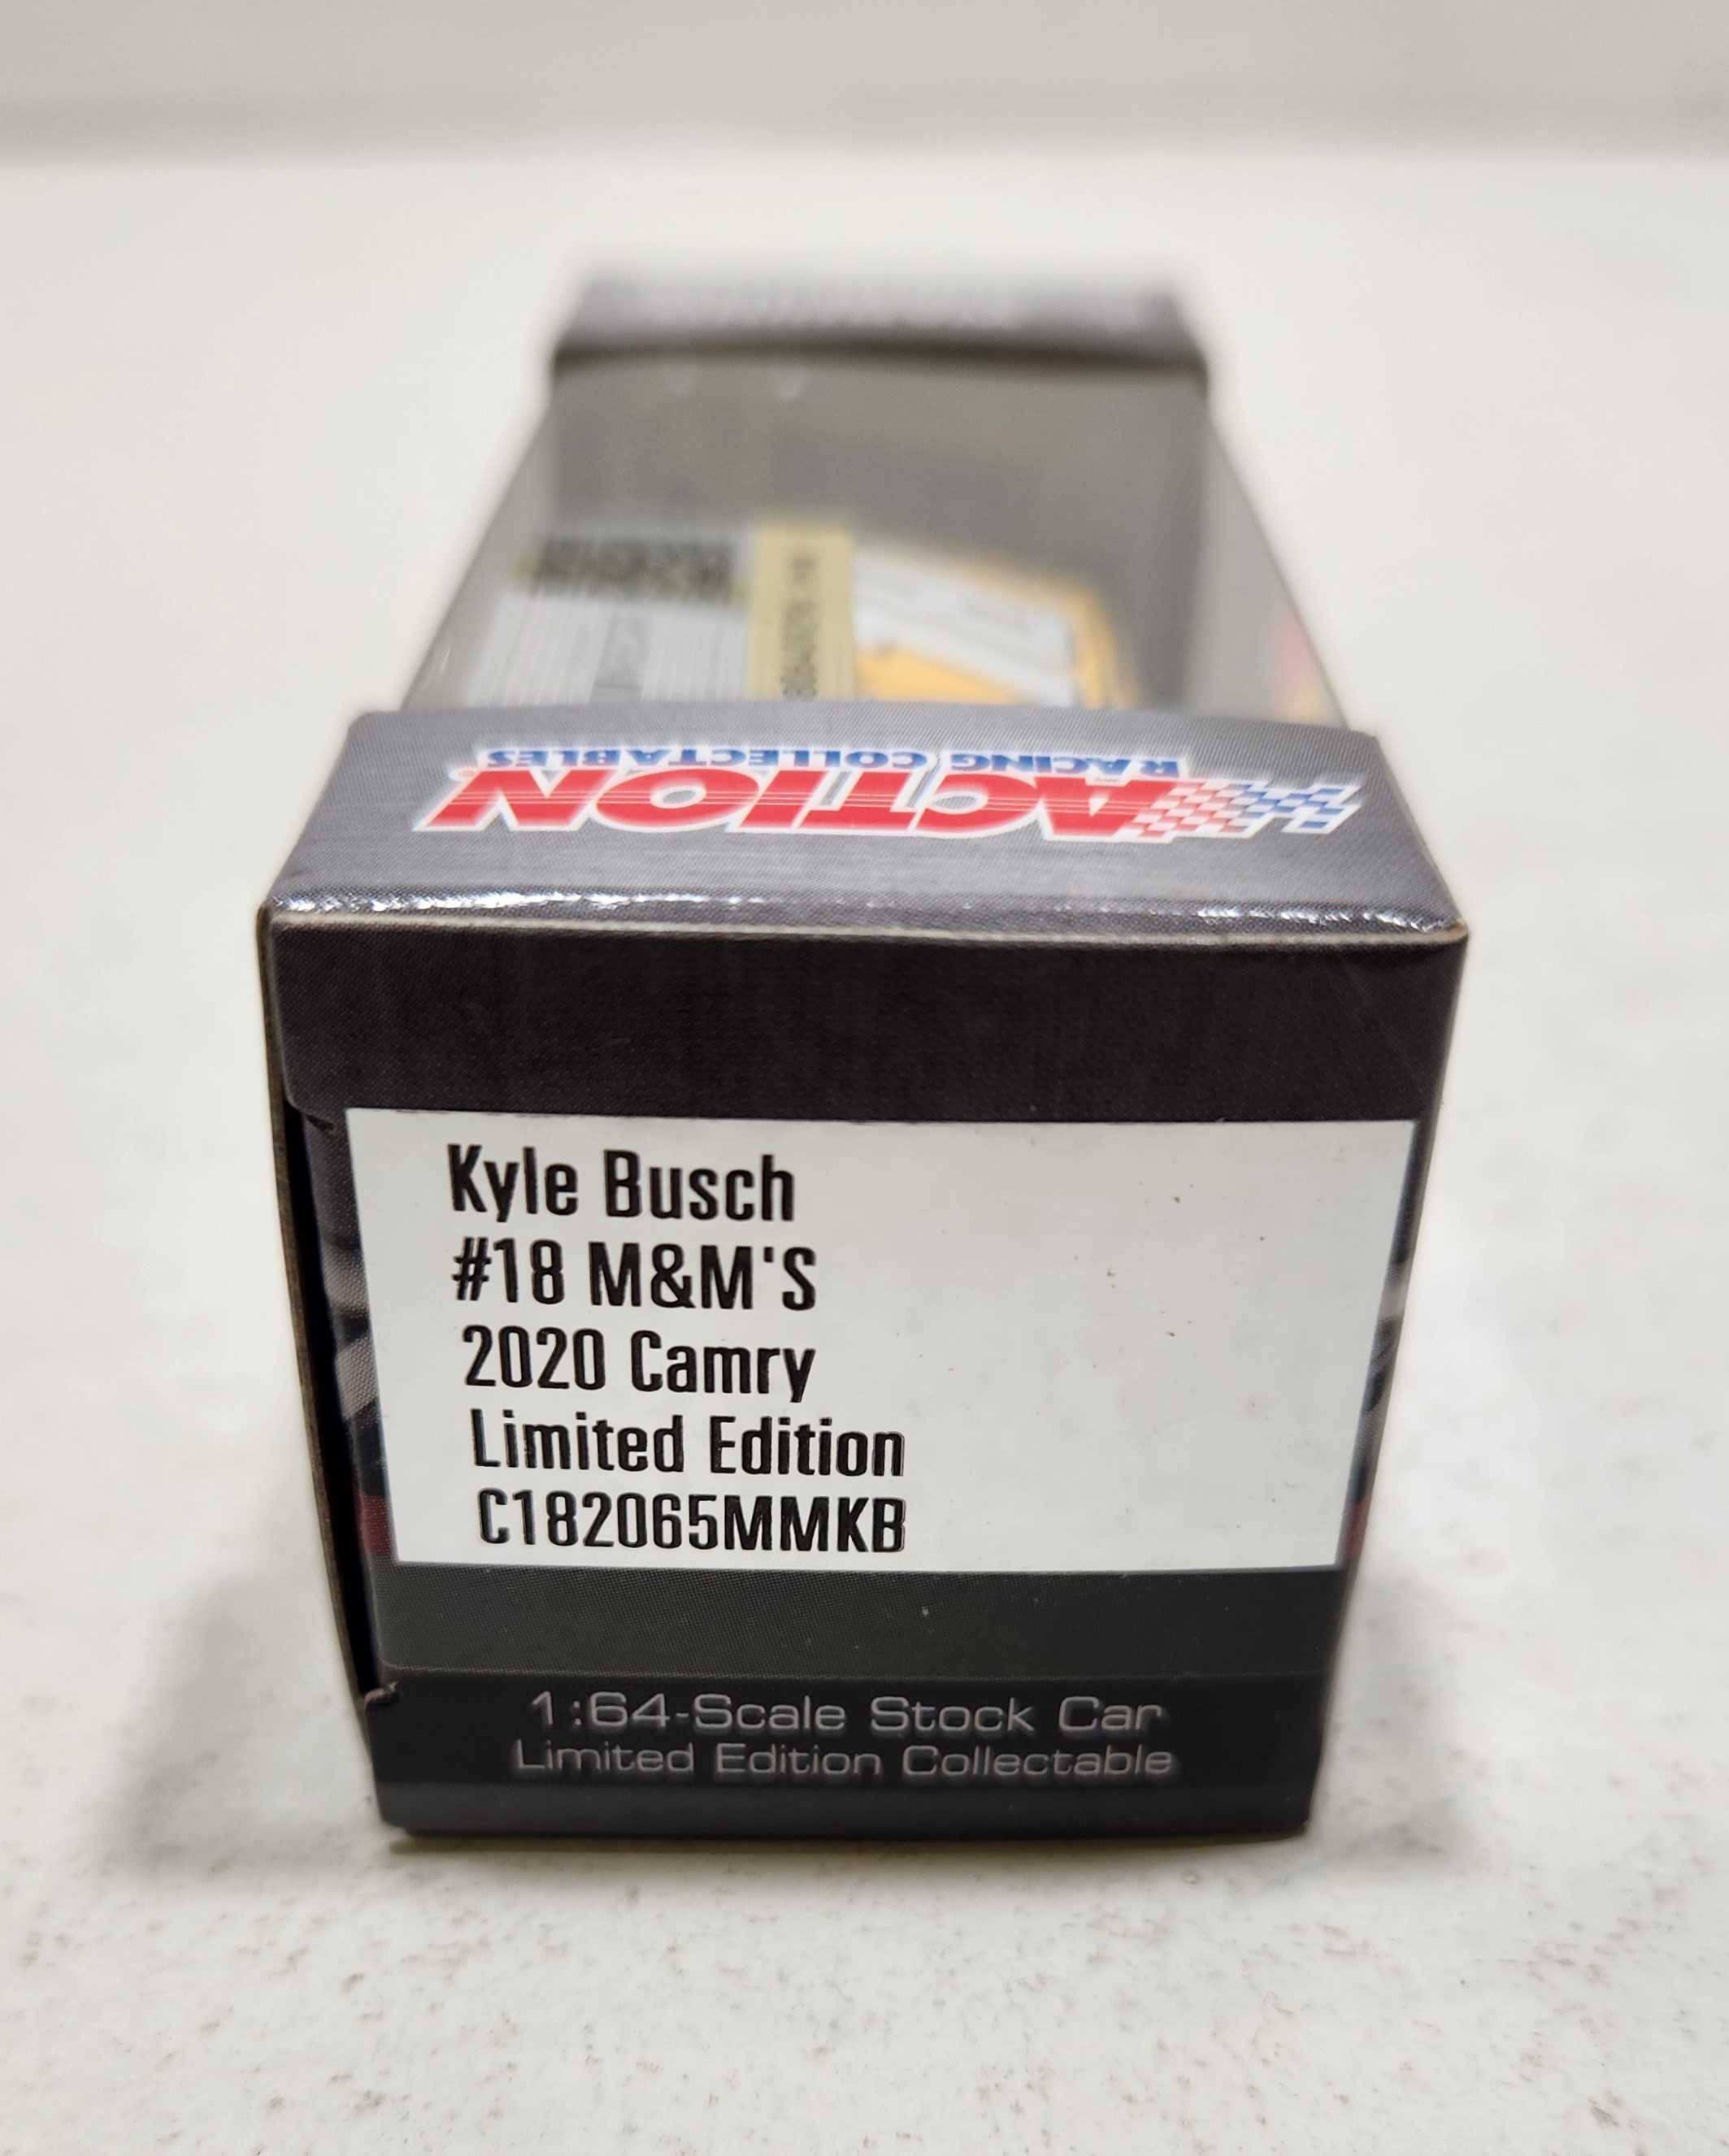 ACTION
RACING COLLECTABLES
Kyle Busch
#18 M&M'S
2020 Camry
Limited Edition
C182065MMKB
1:64-Scale Stock Car
Limited Edition Collectable